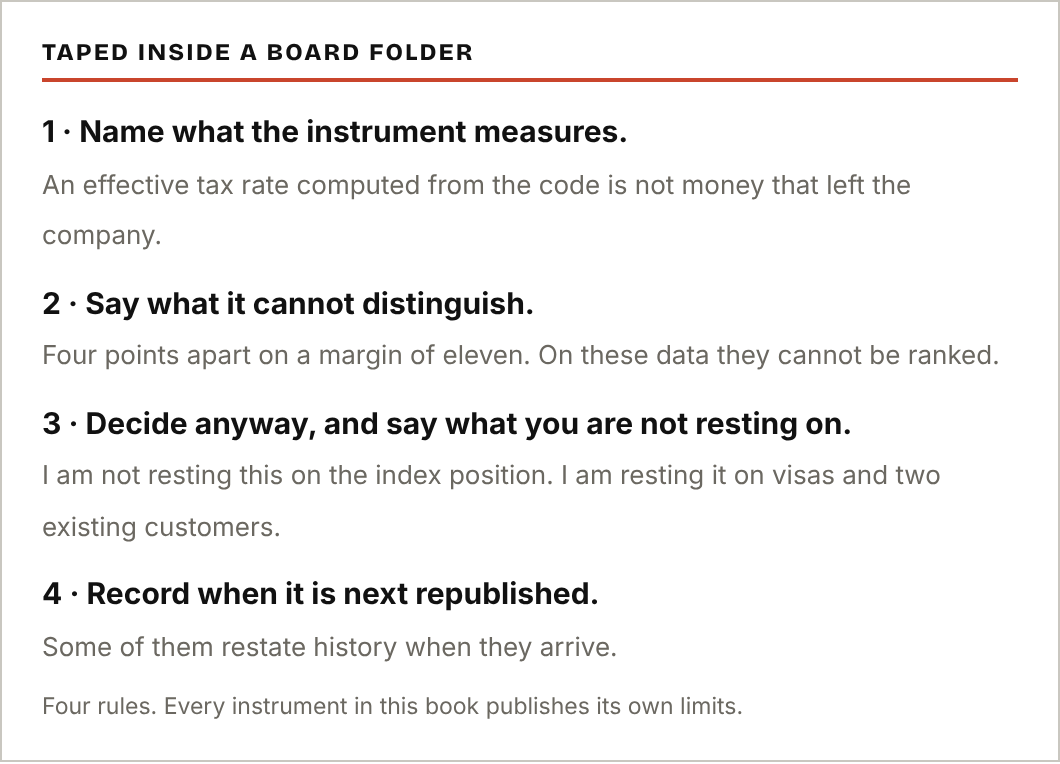 TAPED INSIDE A BOARD FOLDER
1 · Name what the instrument measures.
An effective tax rate computed from the code is not money that left the
company.
2 · Say what it cannot distinguish.
Four points apart on a margin of eleven. On these data they cannot be ranked.
3 · Decide anyway, and say what you are not resting on.
I am not resting this on the index position. I am resting it on visas and two
existing customers.
4 · Record when it is next republished.
Some of them restate history when they arrive.
Four rules. Every instrument in this book publishes its own limits.